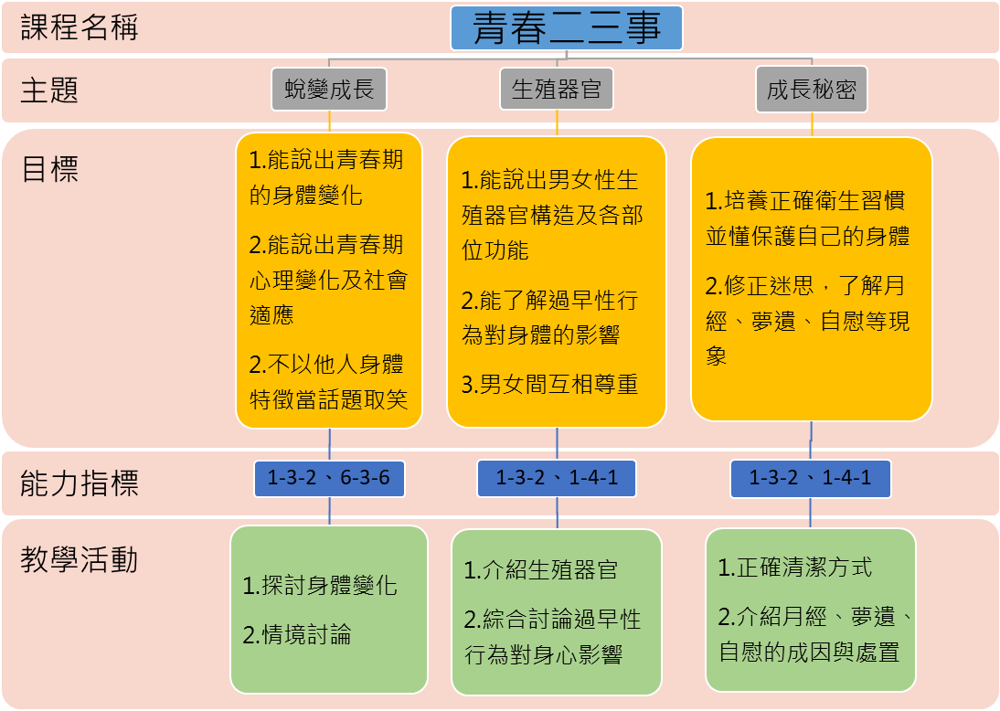 課程名稱
青春二三事
主題
蛻變成長
生殖器官
成長秘密
目標
1.能說出青春期
的身體變化
2.能說出青春期
心理變化及社會
適應
2.不以他人身體
特徵當話題取笑
1.能說出男女性生
殖器官構造及各部
位功能
2.能了解過早性行
為對身體的影響
3.男女間互相尊重
1.培養正確衛生習慣
並懂保護自己的身體
2.修正迷思，了解月
經、夢遺、自慰等現
象
能力指標
1-3-2、6-3-6
1-3-2、1-4-1
1-3-2、1-4-1
教學活動
1.探討身體變化
2.情境討論
1.介紹生殖器官
2.綜合討論過早性
行為對身心影響
1.正確清潔方式
2.介紹月經、夢遺、
自慰的成因與處置